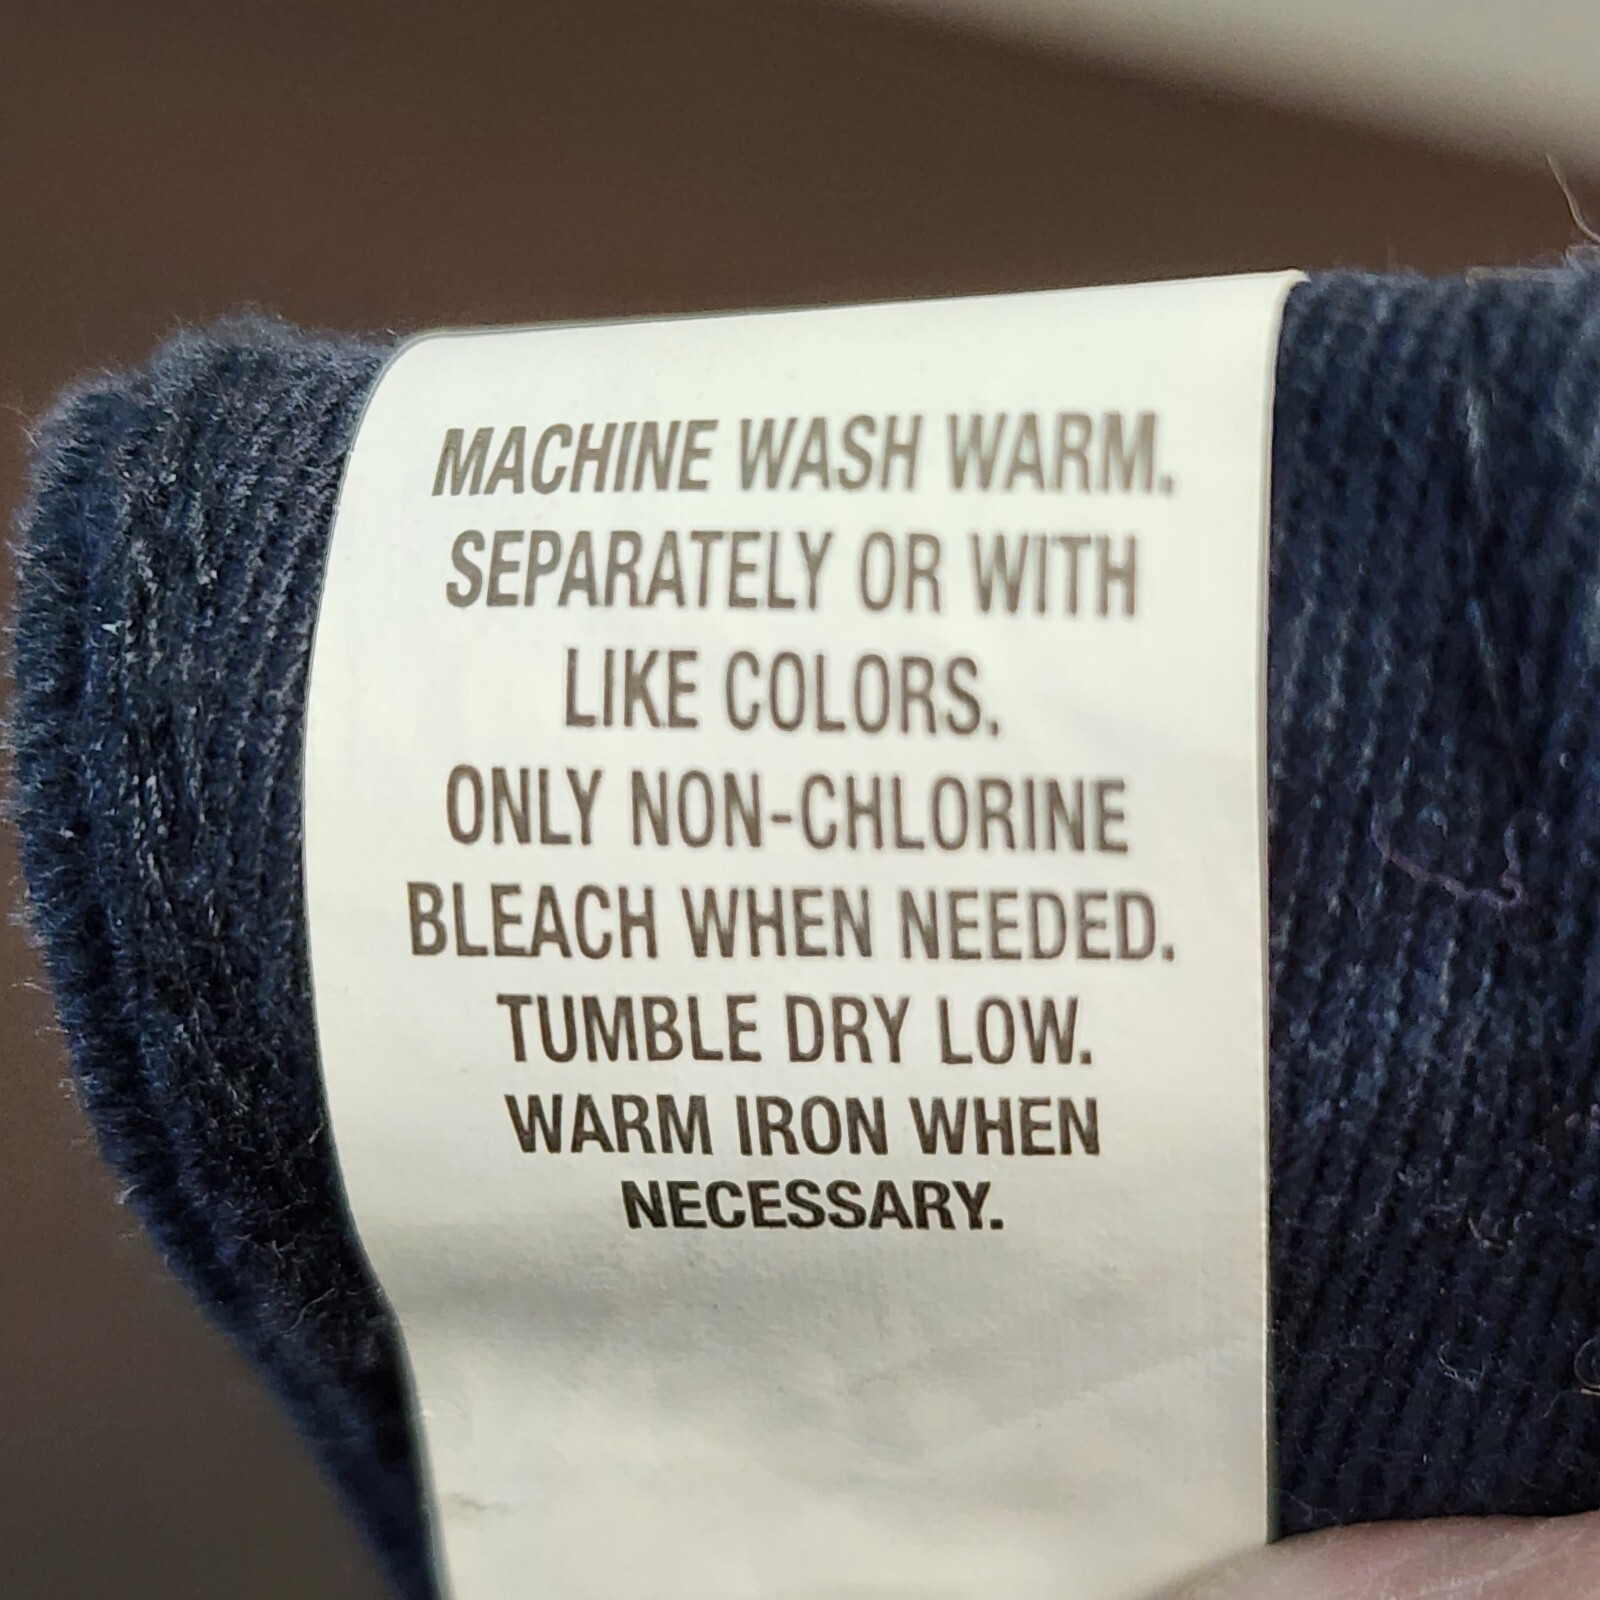 MACHINE WASH WARM.
SEPARATELY OR WITH
LIKE COLORS.
ONLY NON-CHLORINE
BLEACH WHEN NEEDED.
TUMBLE DRY LOW.
WARM IRON WHEN
NECESSARY.